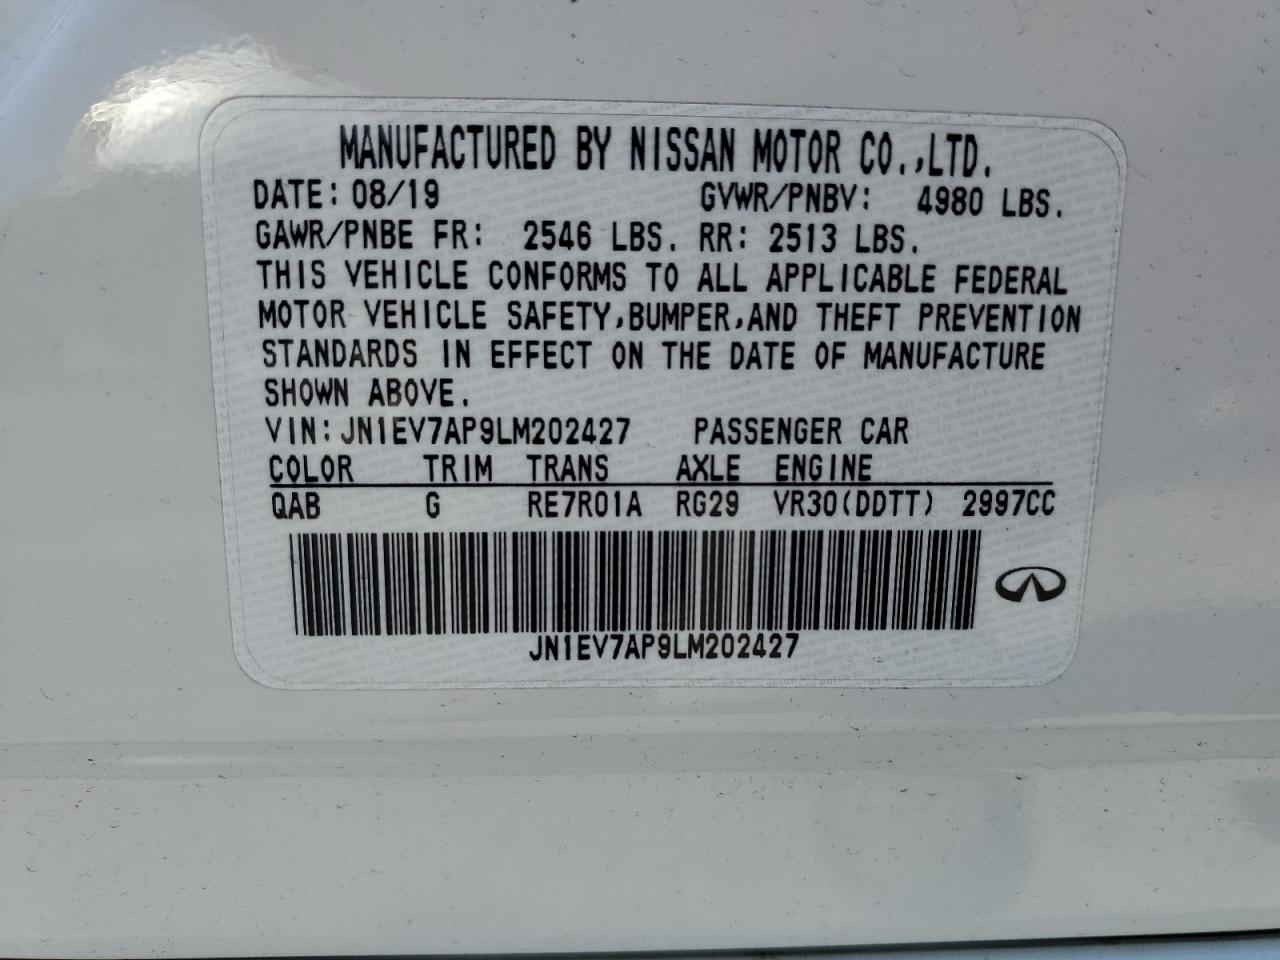 MANUFACTURED BY NISSAN MOTOR CO.,LTD.
DATE: 08/19 GVWR/PNBV: 4980 LBS.
GAWR/PNBE FR: 2546 LBS. RR: 2513 LBS.
THIS VEHICLE CONFORMS TO ALL APPLICABLE FEDERAL
MOTOR VEHICLE SAFETY,BUMPER,AND THEFT PREVENTION
STANDARDS IN EFFECT ON THE DATE OF MANUFACTURE
SHOWN ABOVE.
VIN: JN1EV7AP9LM202427 PASSENGER CAR
COLOR TRIM TRANS AXLE ENGINE
QAB G RE7R01A RG29 VR30(DDTT) 2997CC
JN1EV7AP9LM202427